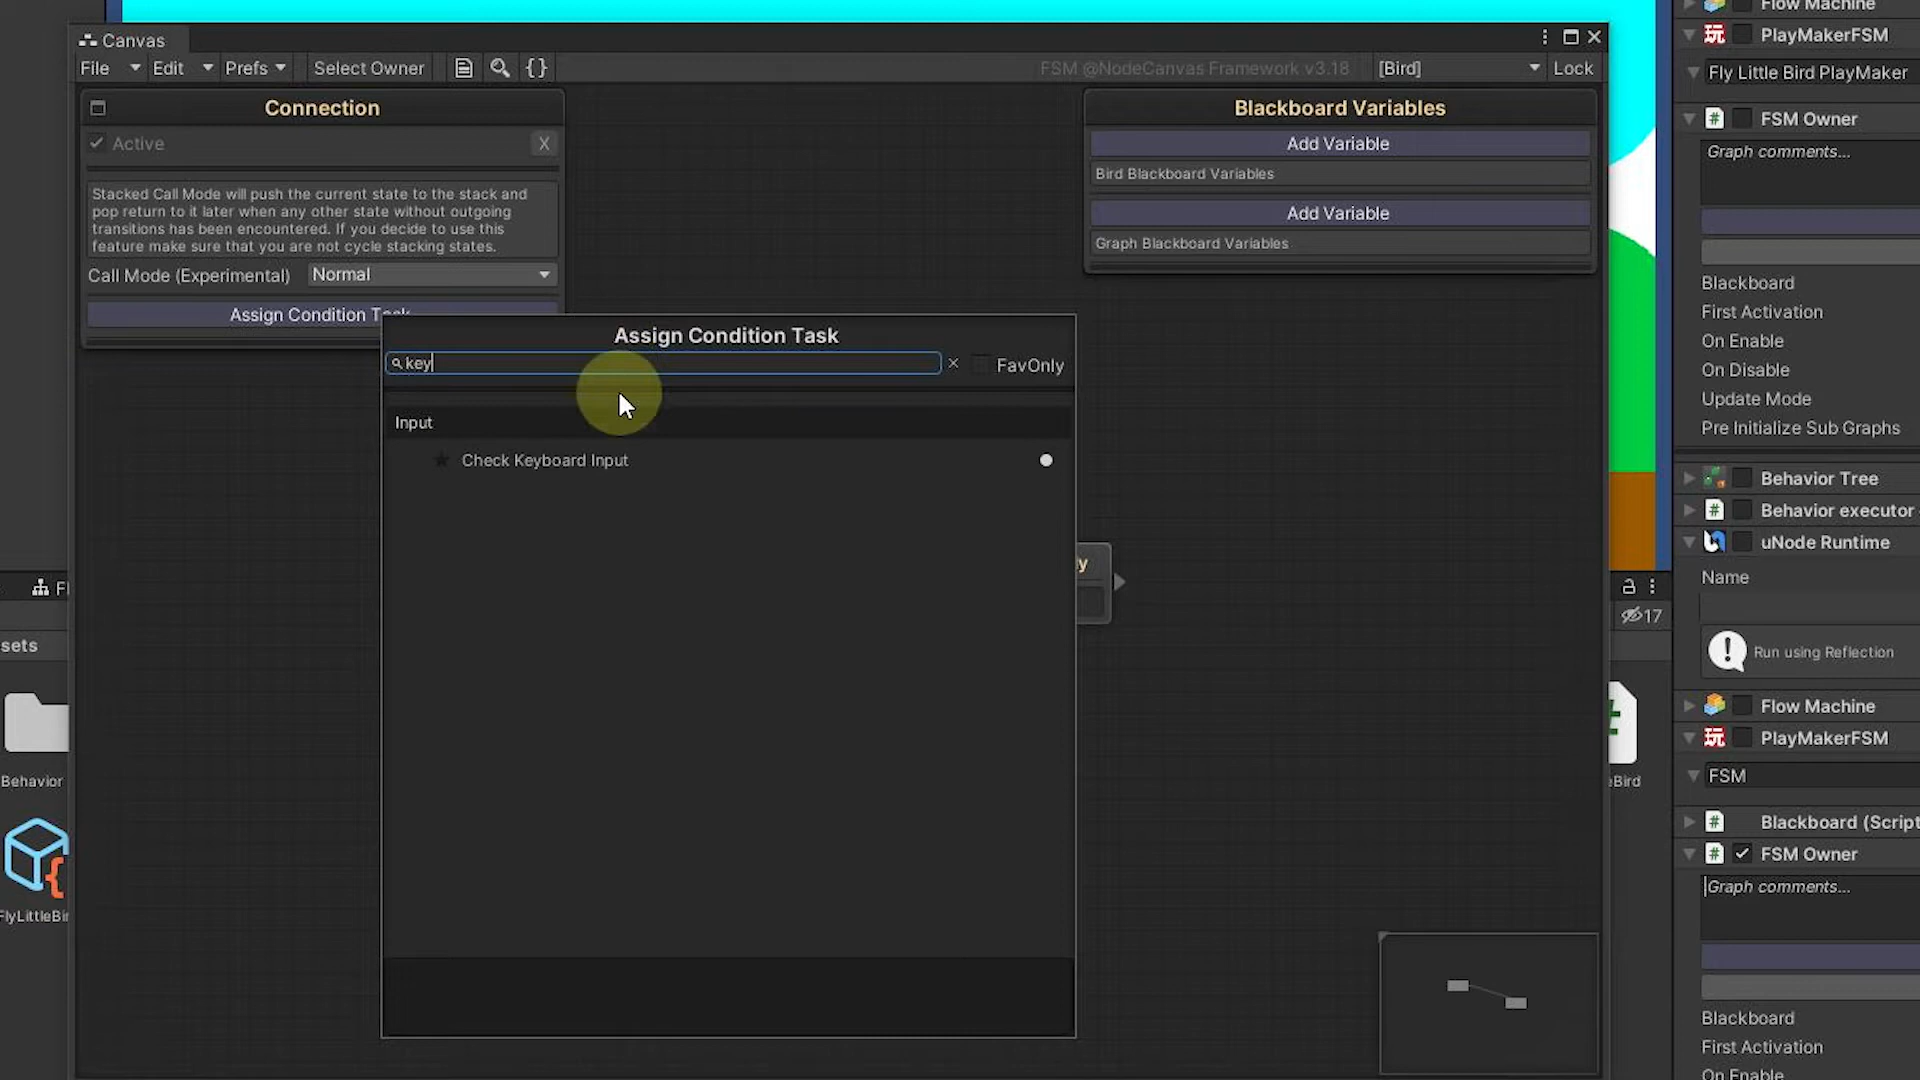 Canvas
File
Edit
Prefs
Select Owner
{}
FSM @NodeCanvas Framework v3.18
[Bird]
Lock
Connection
Active
X
Stacked Call Mode will push the current state to the stack and
pop return to it later when any other state without outgoing
transitions has been encountered. If you decide to use this
feature make sure that you are not cycle stacking states.
Call Mode (Experimental)
Normal
Assign Condition Task
Blackboard Variables
Add Variable
Bird Blackboard Variables
Add Variable
Graph Blackboard Variables
Assign Condition Task
key
FavOnly
Input
Check Keyboard Input
y
Fl
17
sets
Behavior
FlyLittleBir
eBird
Flow Machine
玩 PlayMakerFSM
Fly Little Bird PlayMaker
# FSM Owner
Graph comments...
Blackboard
First Activation
On Enable
On Disable
Update Mode
Pre Initialize Sub Graphs
Behavior Tree
# Behavior executor
uNode Runtime
Name
Run using Reflection
Flow Machine
玩 PlayMakerFSM
FSM
# Blackboard (Script
# FSM Owner
Graph comments...
Blackboard
First Activation
On Enable